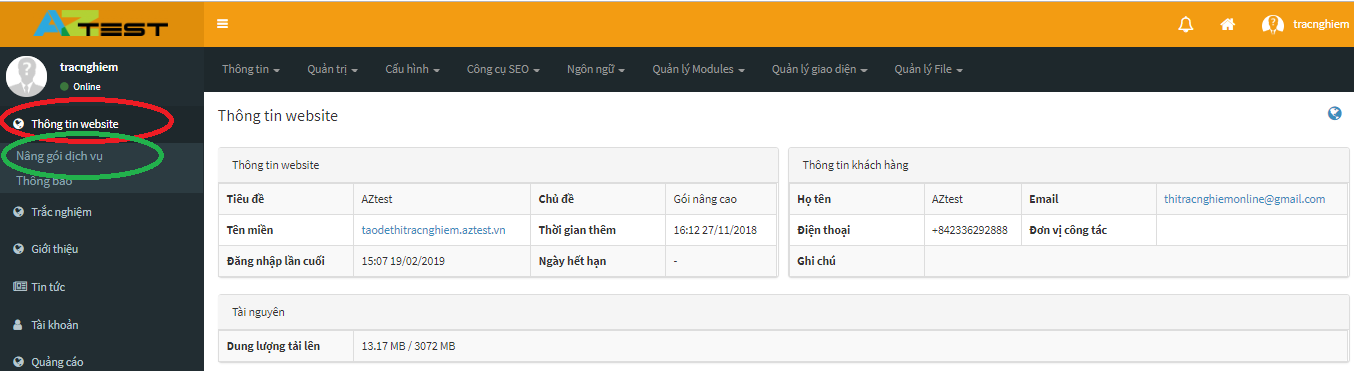 AZTEST
tracnghiem
tracnghiem
Online
Thông tin Quản trị Cấu hình Công cụ SEO Ngôn ngữ Quản lý Modules Quản lý giao diện Quản lý File
Thông tin website
Nâng gói dịch vụ
Thông báo
Trắc nghiệm
Giới thiệu
Tin tức
Tài khoản
Quảng cáo
Thông tin website
Thông tin website
Tiêu đề AZtest Chủ đề Gói nâng cao
Tên miền taodethitracnghiem.aztest.vn Thời gian thêm 16:12 27/11/2018
Đăng nhập lần cuối 15:07 19/02/2019 Ngày hết hạn -
Thông tin khách hàng
Họ tên AZtest Email thitracnghiemonline@gmail.com
Điện thoại +842336292888 Đơn vị công tác
Ghi chú
Tài nguyên
Dung lượng tải lên 13.17 MB / 3072 MB